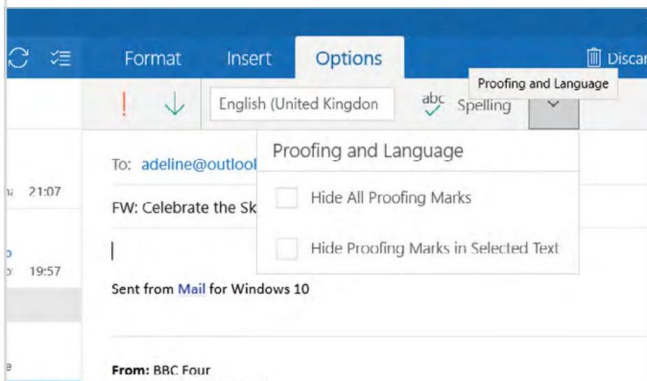 Format Insert Options Discar
Proofing and Language
! English (United Kingdon abc Spelling
Proofing and Language
To: adeline@outlool
21:07
Hide All Proofing Marks
FW: Celebrate the Sk
Hide Proofing Marks in Selected Text
19:57
Sent from Mail for Windows 10
From: BBC Four